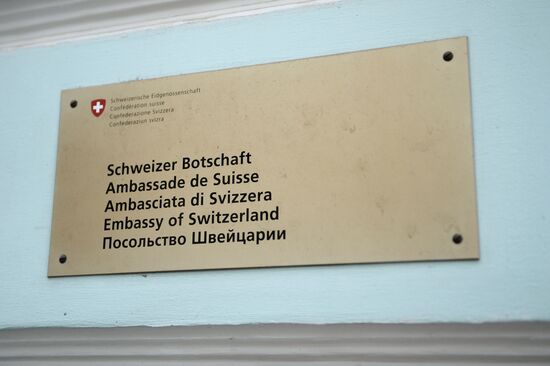 Schweizerische Eidgenossenschaft
Confédération suisse
Confederazione Svizzera
Confederaziun svizra
Schweizer Botschaft
Ambassade de Suisse
Ambasciata di Svizzera
Embassy of Switzerland
Посольство Швейцарии